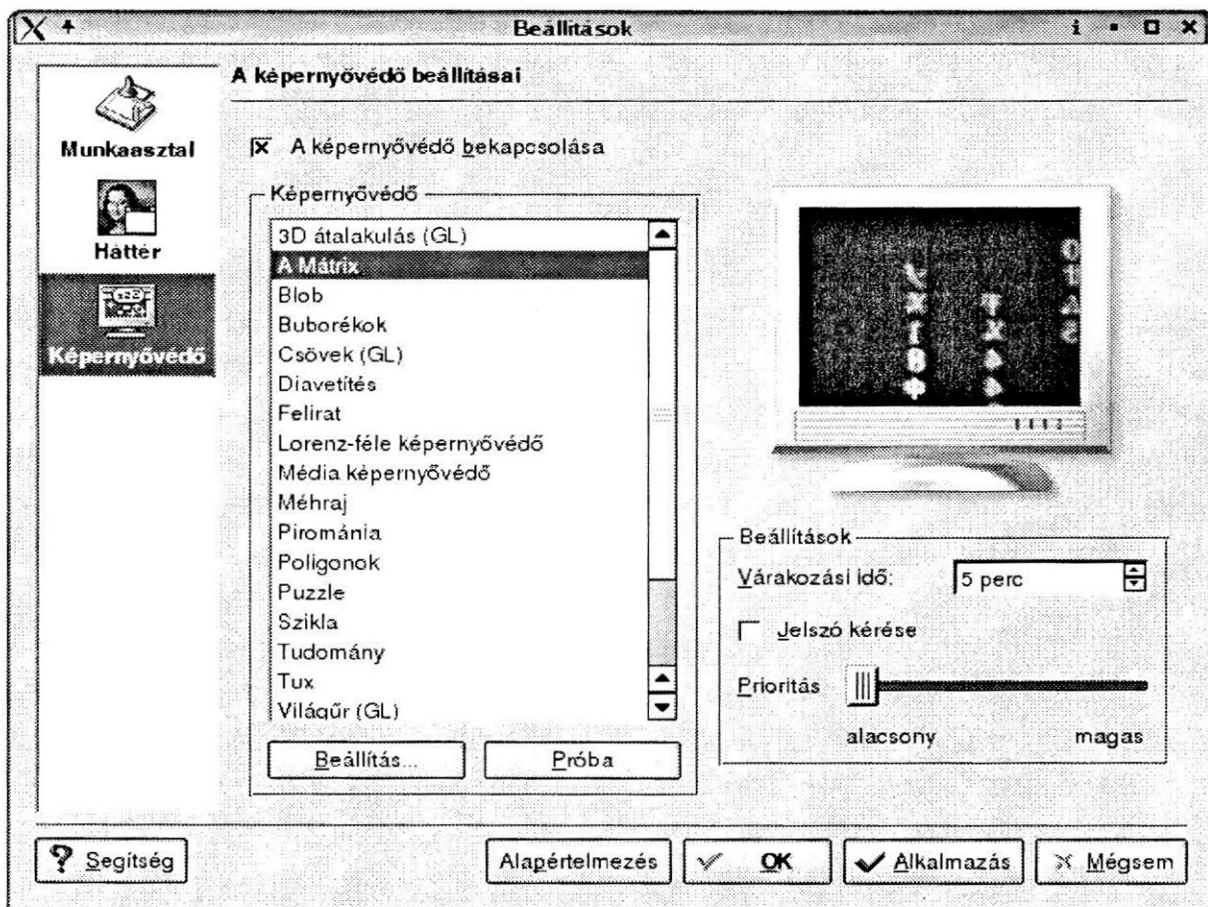 Beállítások
A képernyővédő beállításai
Munkaasztal
Háttér
Képernyővédő
A képernyővédő bekapcsolása
Képernyővédő
3D átalakulás (GL)
A Mátrix
Blob
Buborékok
Csövek (GL)
Diavetítés
Felirat
Lorenz-féle képernyővédő
Média képernyővédő
Méhraj
Pirománia
Poligonok
Puzzle
Szikla
Tudomány
Tux
Világűr (GL)
Beállítás...
Próba
Beállítások
Várakozási idő:
5 perc
Jelszó kérése
Prioritás
alacsony
magas
Segítség
Alapértelmezés
OK
Alkalmazás
Mégsem